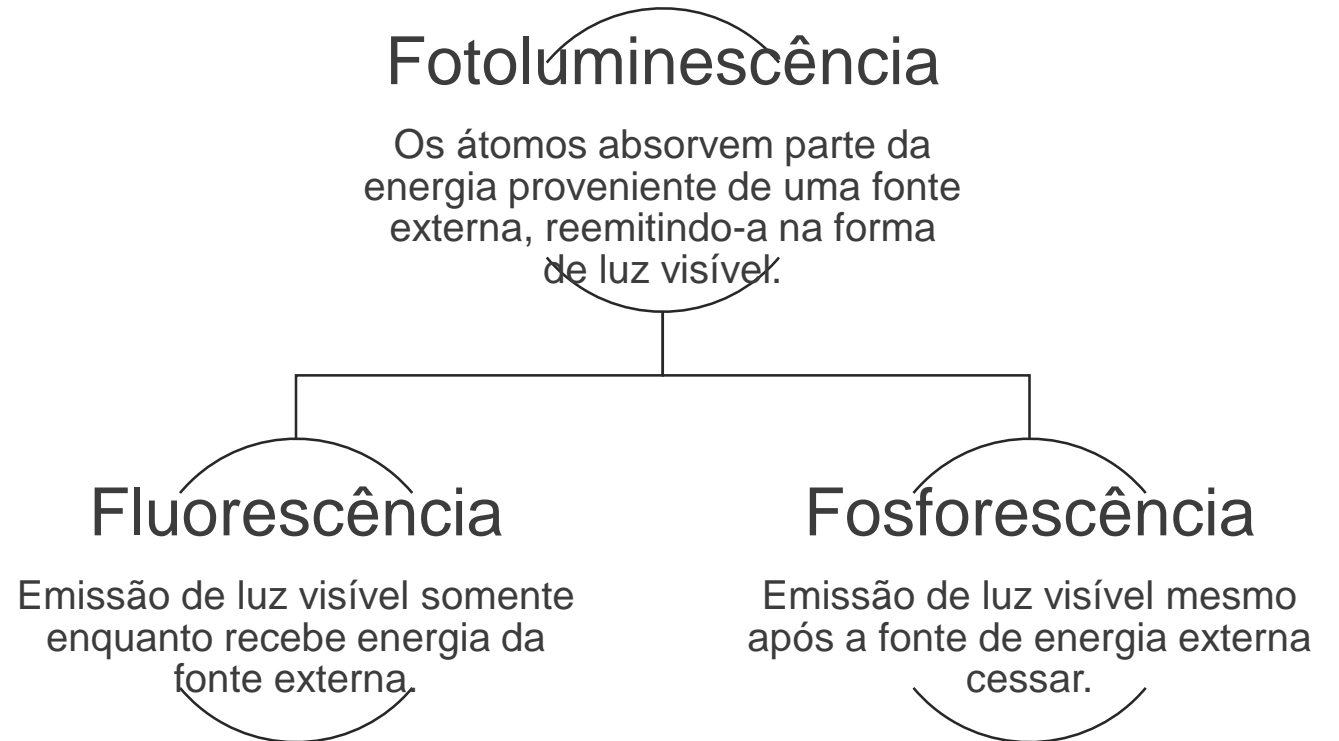 Fotoluminescência
Os átomos absorvem parte da
energia proveniente de uma fonte
externa, reemitindo-a na forma
de luz visível.
Fluorescência
Emissão de luz visível somente
enquanto recebe energia da
fonte externa.
Fosforescência
Emissão de luz visível mesmo
após a fonte de energia externa
cessar.